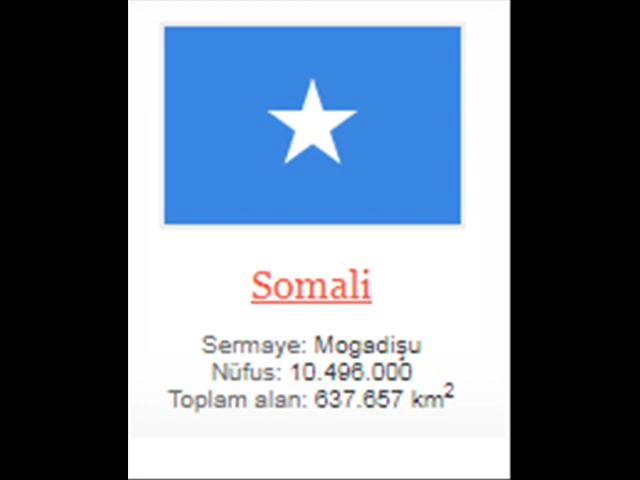 Somali
Sermaye: Mogadişu
Nüfus: 10.496.000
Toplam alan: 637.657 km²